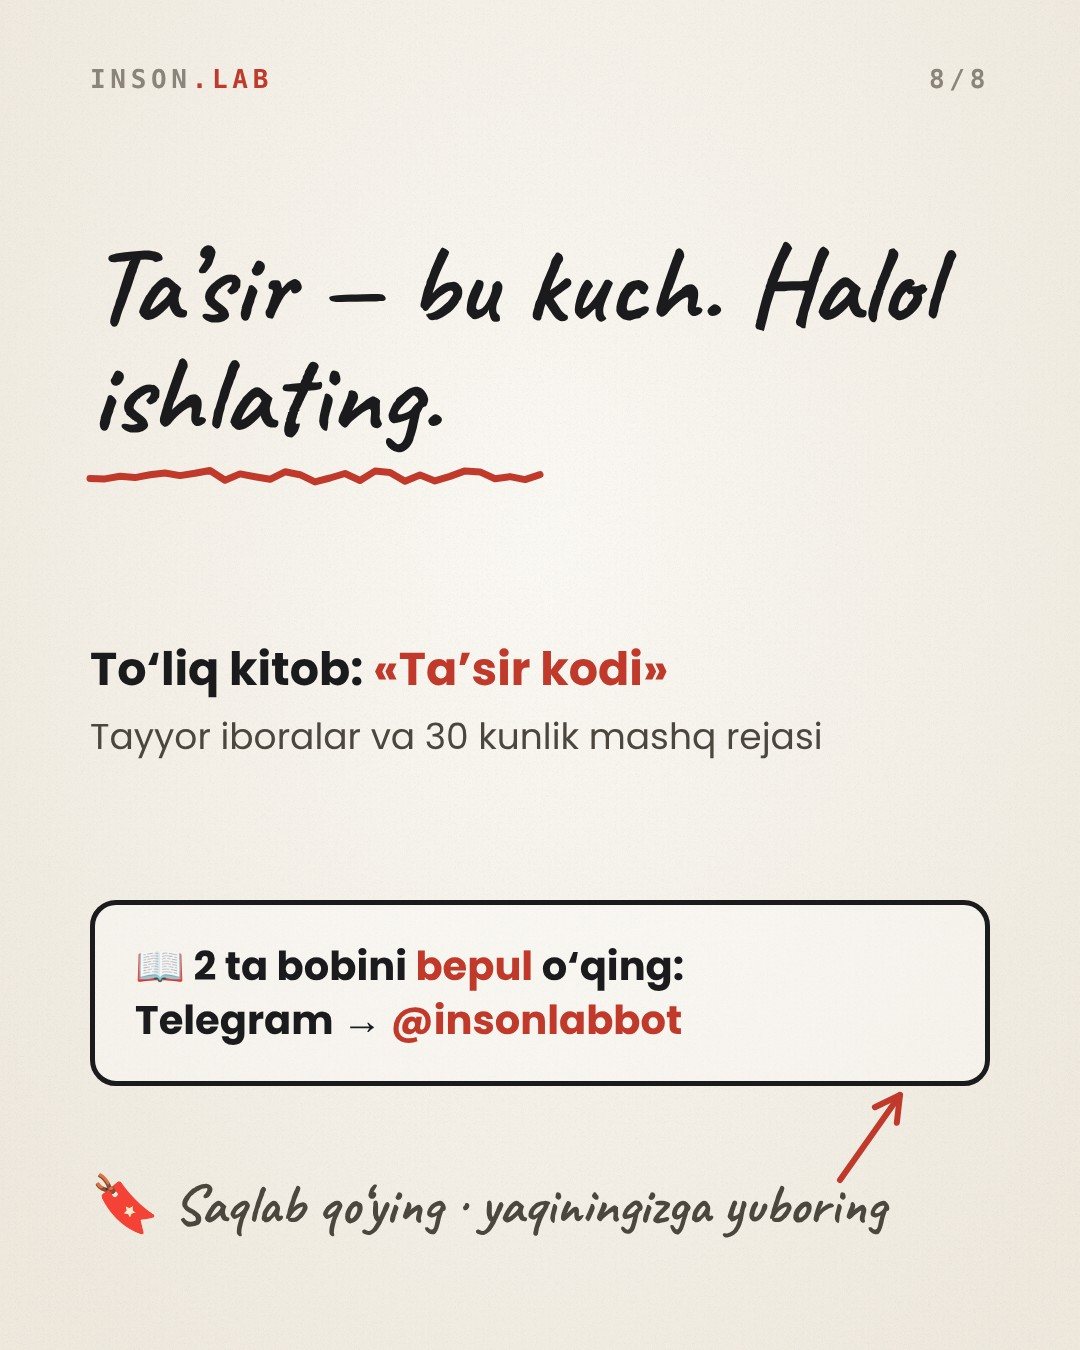 INSON.LAB
8/8
Ta’sir – bu kuch. Halol
ishlating.
To‘liq kitob: «Ta’sir kodi»
Tayyor iboralar va 30 kunlik mashq rejasi
📖 2 ta bobini bepul o‘qing:
Telegram → @insonlabbot
🔖 Saqlab qo‘ying · yaqiningizga yuboring